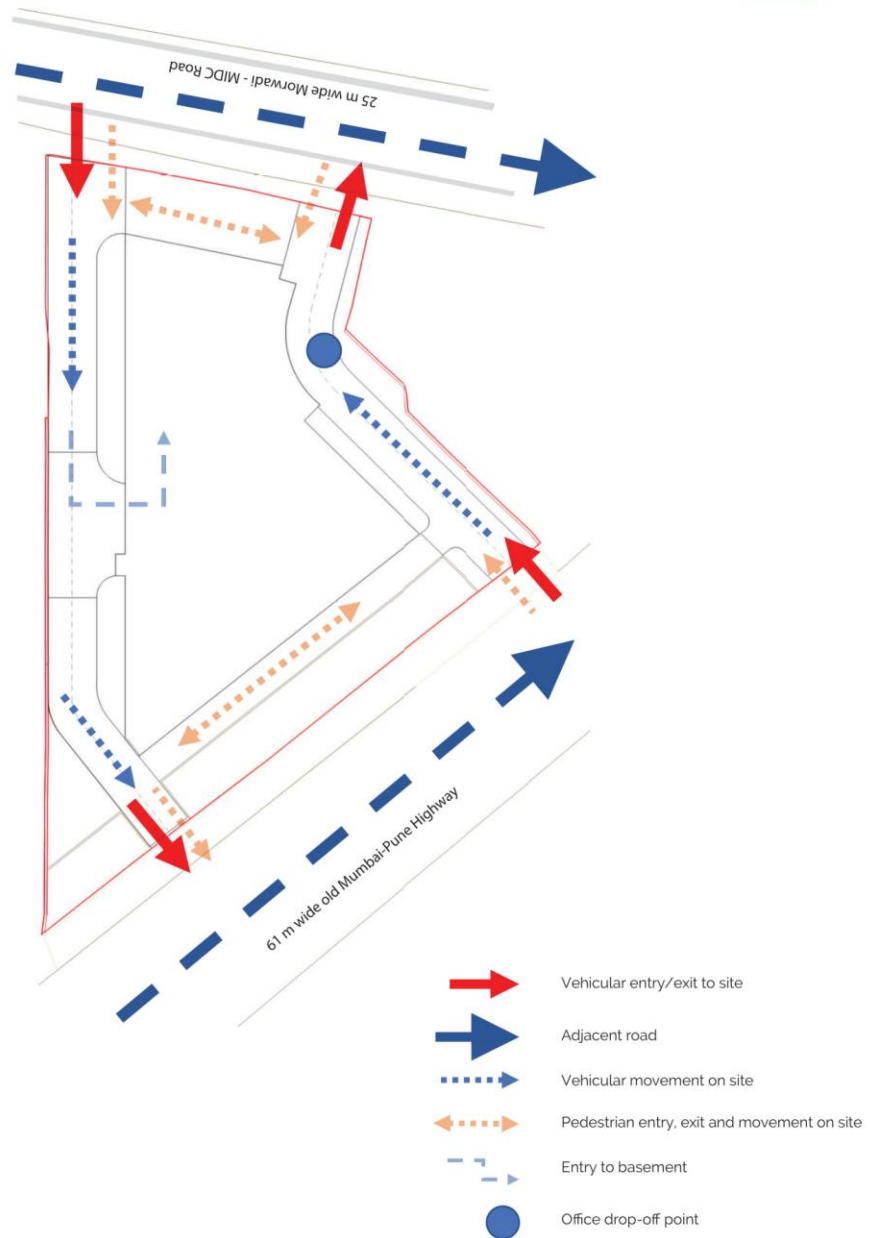 25 m wide Morwadi - MIDC Road
61 m wide old Mumbai-Pune Highway
Vehicular entry/exit to site
Adjacent road
Vehicular movement on site
Pedestrian entry, exit and movement on site
Entry to basement
Office drop-off point